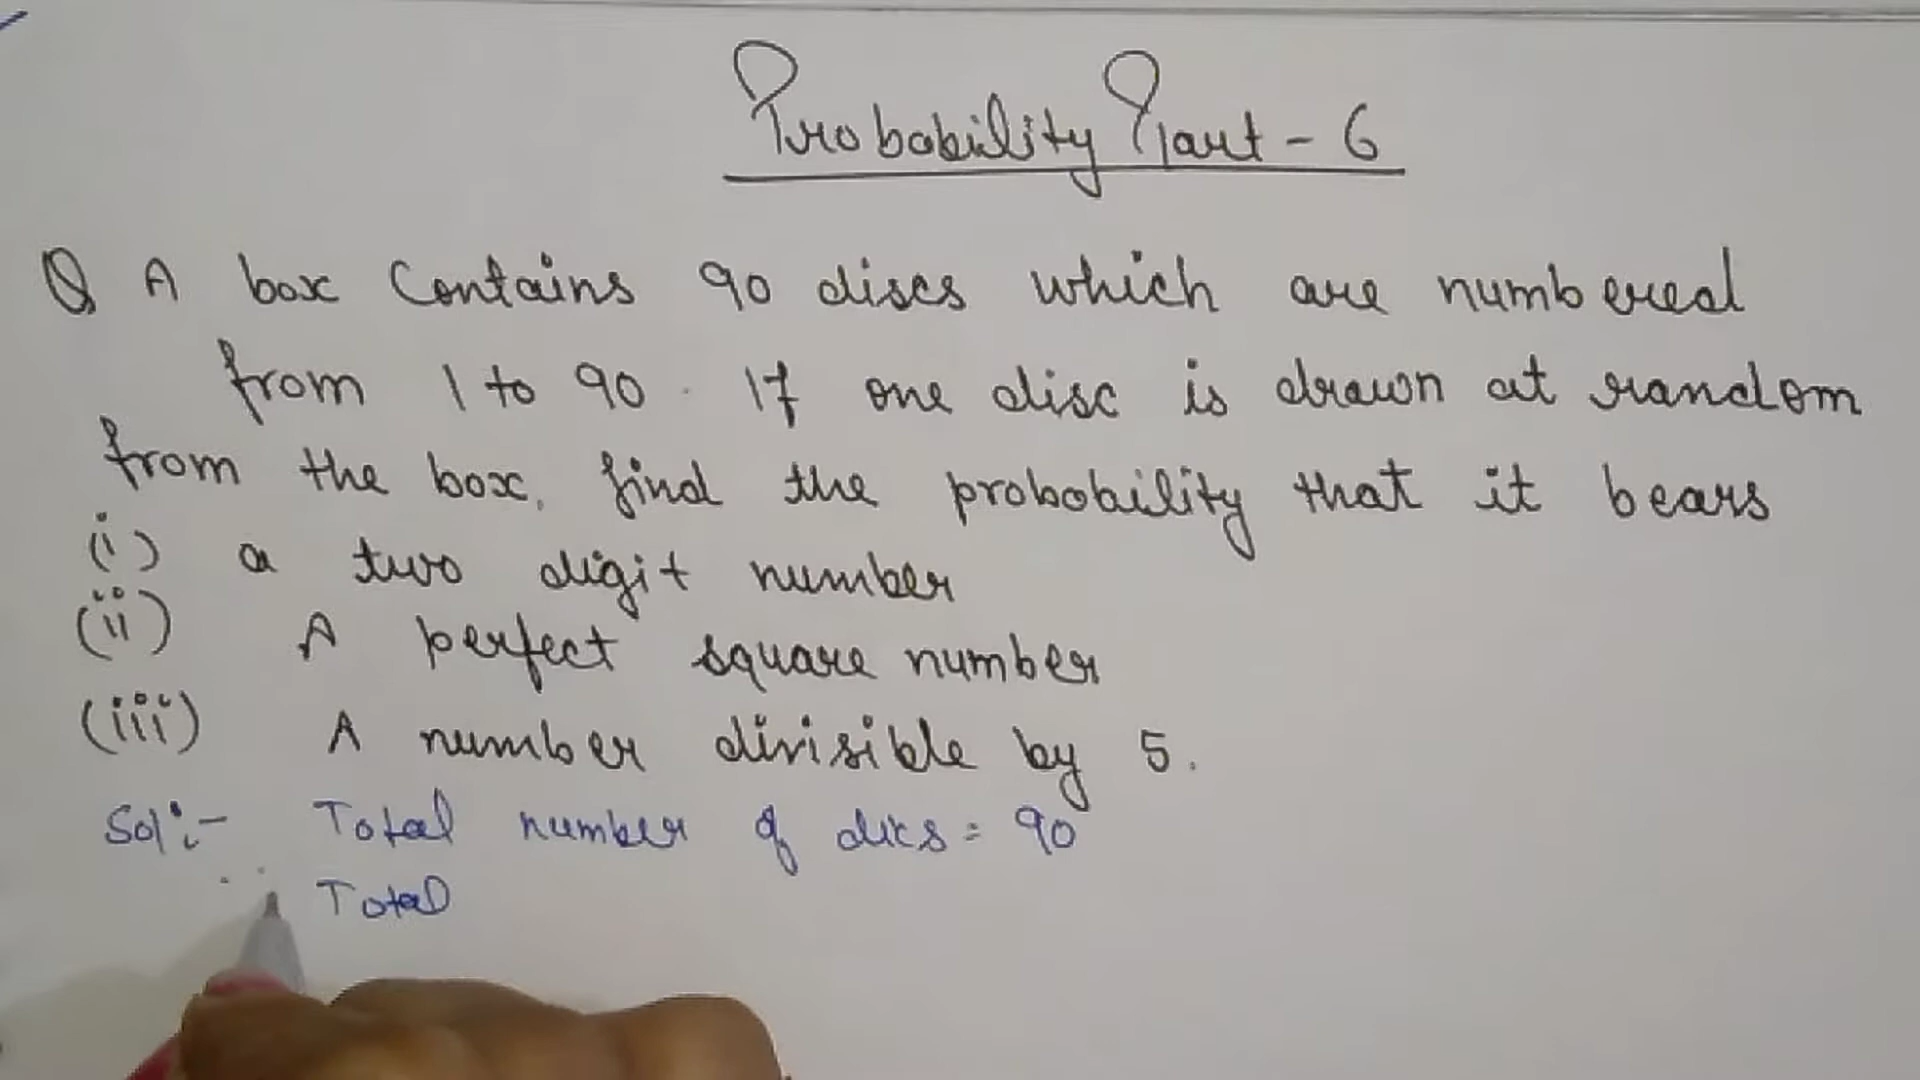 Probability Part - 6
Q A box Contains 90 discs which are numbered
from 1 to 90. If one disc is drawn at random
from the box, find the probability that it bears
(i) a two digit number
(ii) A perfect square number
(iii) A number divisible by 5.
Sol:- Total number of dics = 90
Total